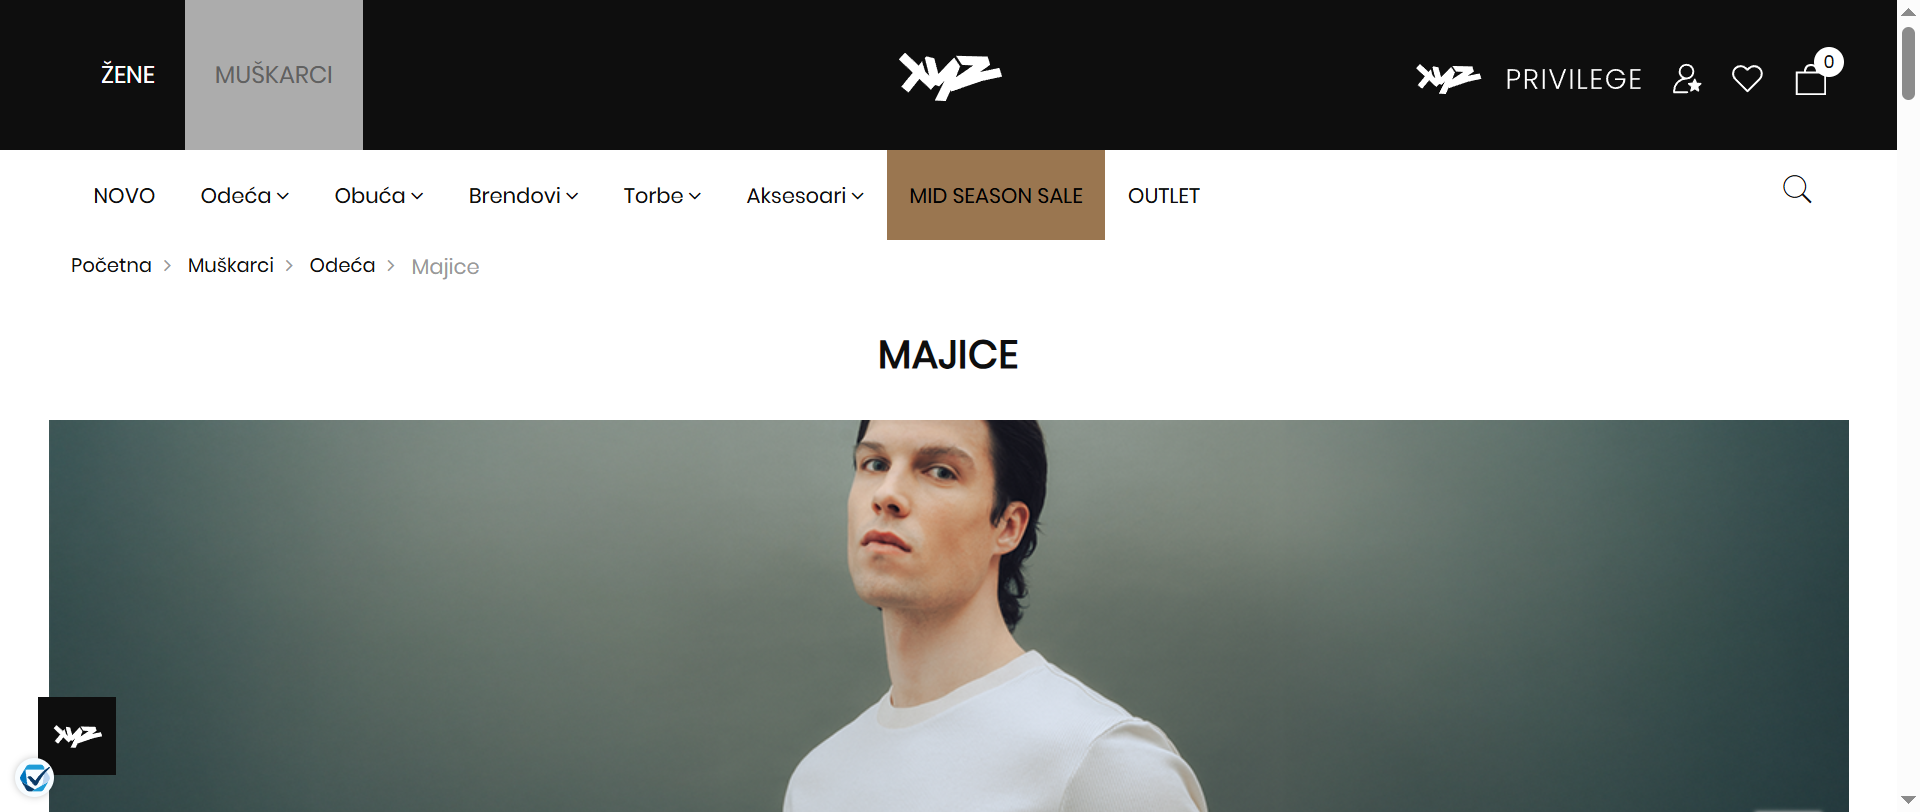 ŽENE
MUŠKARCI
xyz
xyz PRIVILEGE
0
NOVO
Odeća
Obuća
Brendovi
Torbe
Aksesoari
MID SEASON SALE
OUTLET
Početna
Muškarci
Odeća
Majice
MAJICE
xyz